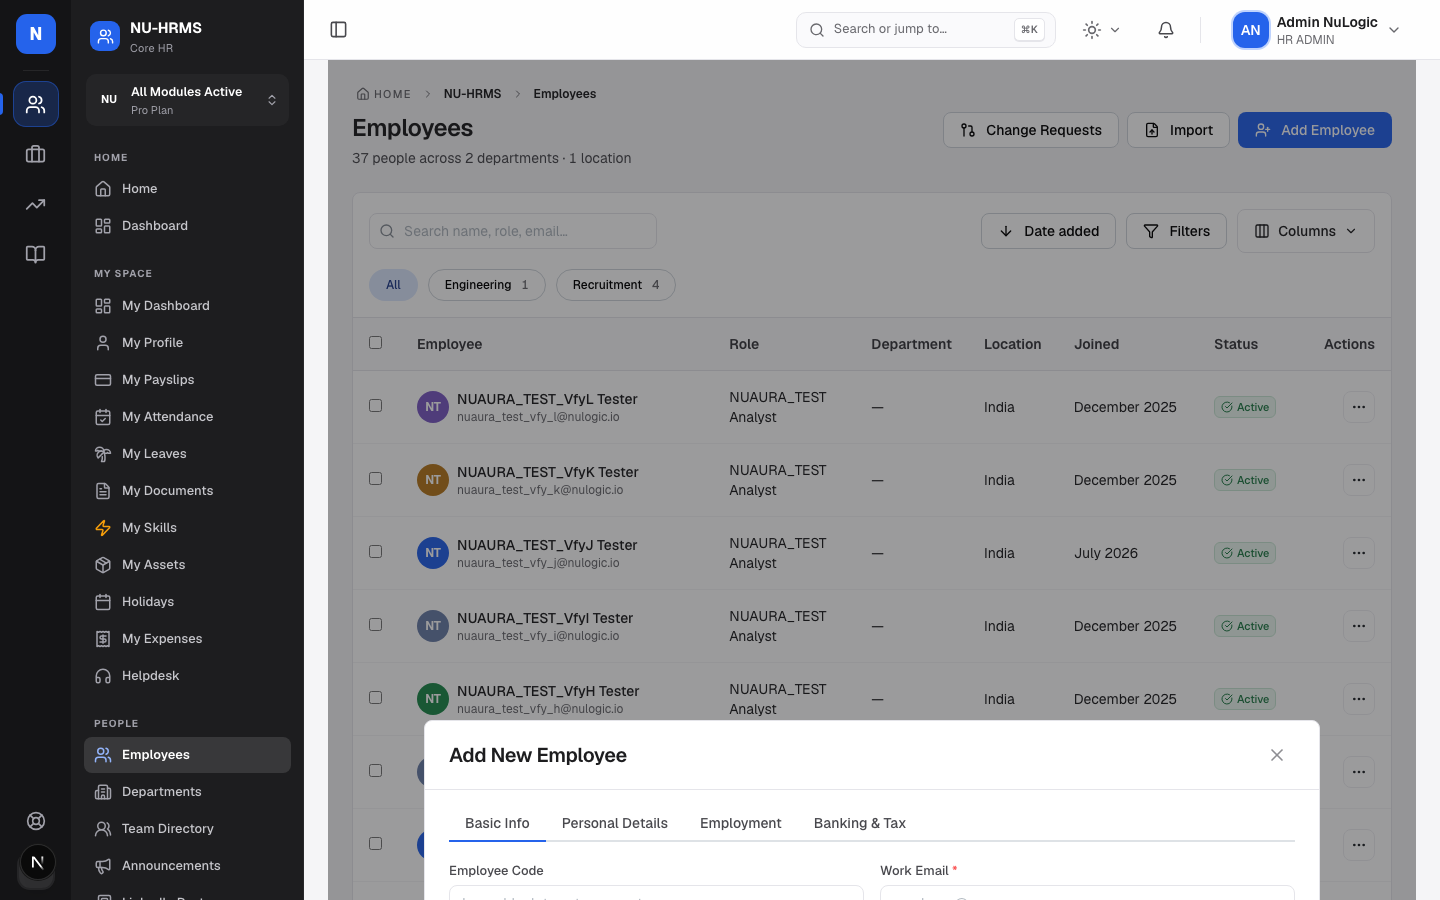 N
NU-HRMS
Core HR
NU
All Modules Active
Pro Plan
HOME
Home
Dashboard
MY SPACE
My Dashboard
My Profile
My Payslips
My Attendance
My Leaves
My Documents
My Skills
My Assets
Holidays
My Expenses
Helpdesk
PEOPLE
Employees
Departments
Team Directory
Announcements
N
Search or jump to...
⌘K
AN
Admin NuLogic
HR ADMIN
HOME > NU-HRMS > Employees
Employees
37 people across 2 departments · 1 location
Change Requests
Import
Add Employee
Search name, role, email...
Date added
Filters
Columns
All
Engineering 1
Recruitment 4
Employee Role Department Location Joined Status Actions
NT NUAURA_TEST_VfyL Tester
nuaura_test_vfy_l@nulogic.io
NUAURA_TEST
Analyst
— India December 2025 Active
NT NUAURA_TEST_VfyK Tester
nuaura_test_vfy_k@nulogic.io
NUAURA_TEST
Analyst
— India December 2025 Active
NT NUAURA_TEST_VfyJ Tester
nuaura_test_vfy_j@nulogic.io
NUAURA_TEST
Analyst
— India July 2026 Active
NT NUAURA_TEST_VfyI Tester
nuaura_test_vfy_i@nulogic.io
NUAURA_TEST
Analyst
— India December 2025 Active
NT NUAURA_TEST_VfyH Tester
nuaura_test_vfy_h@nulogic.io
NUAURA_TEST
Analyst
— India December 2025 Active
Add New Employee
Basic Info
Personal Details
Employment
Banking & Tax
Employee Code
Work Email *